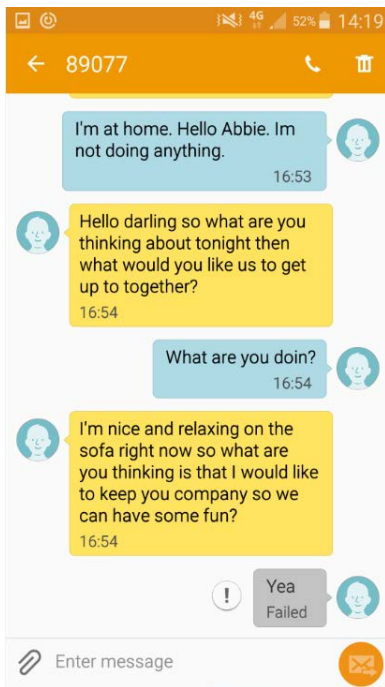 4G 52% 14:19
89077
I'm at home. Hello Abbie. Im
not doing anything.
16:53
Hello darling so what are you
thinking about tonight then
what would you like us to get
up to together?
16:54
What are you doin?
16:54
I'm nice and relaxing on the
sofa right now so what are
you thinking is that I would like
to keep you company so we
can have some fun?
16:54
!
Yea
Failed
Enter message